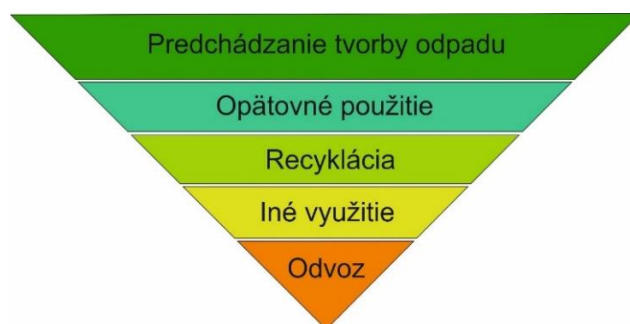 Predchádzanie tvorby odpadu
Opätovné použitie
Recyklácia
Iné využitie
Odvoz